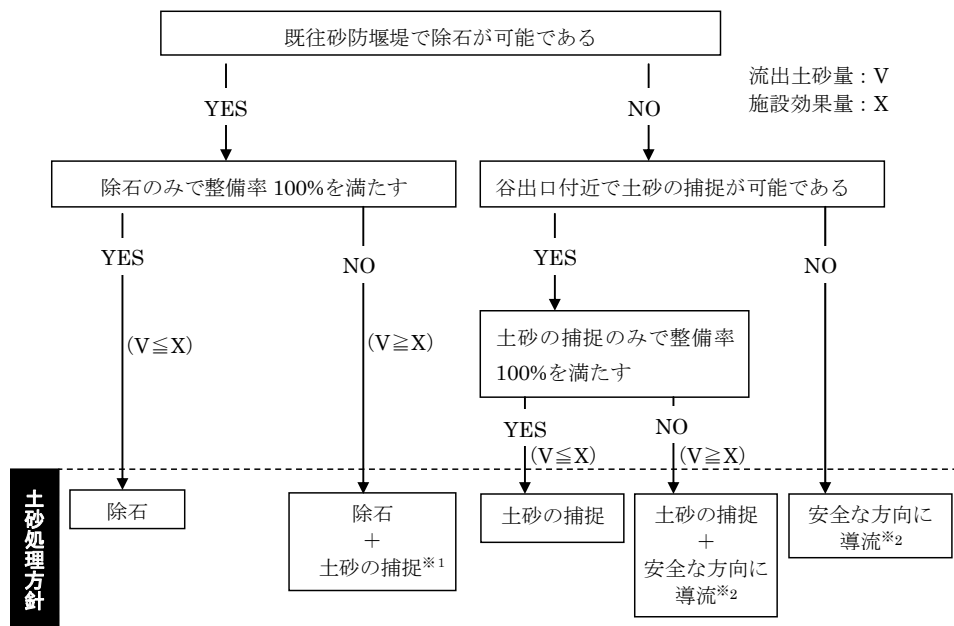 既往砂防堰堤で除石が可能である
流出土砂量：V
施設効果量：X
YES
NO
除石のみで整備率 100%を満たす
谷出口付近で土砂の捕捉が可能である
YES
NO
YES
NO
土砂の捕捉のみで整備率
100%を満たす
(V≦X)
(V≧X)
YES
NO
(V≦X)
(V≧X)
土砂処理方針
除石
除石
＋
土砂の捕捉※1
土砂の捕捉
土砂の捕捉
＋
安全な方向に
導流※2
安全な方向に
導流※2